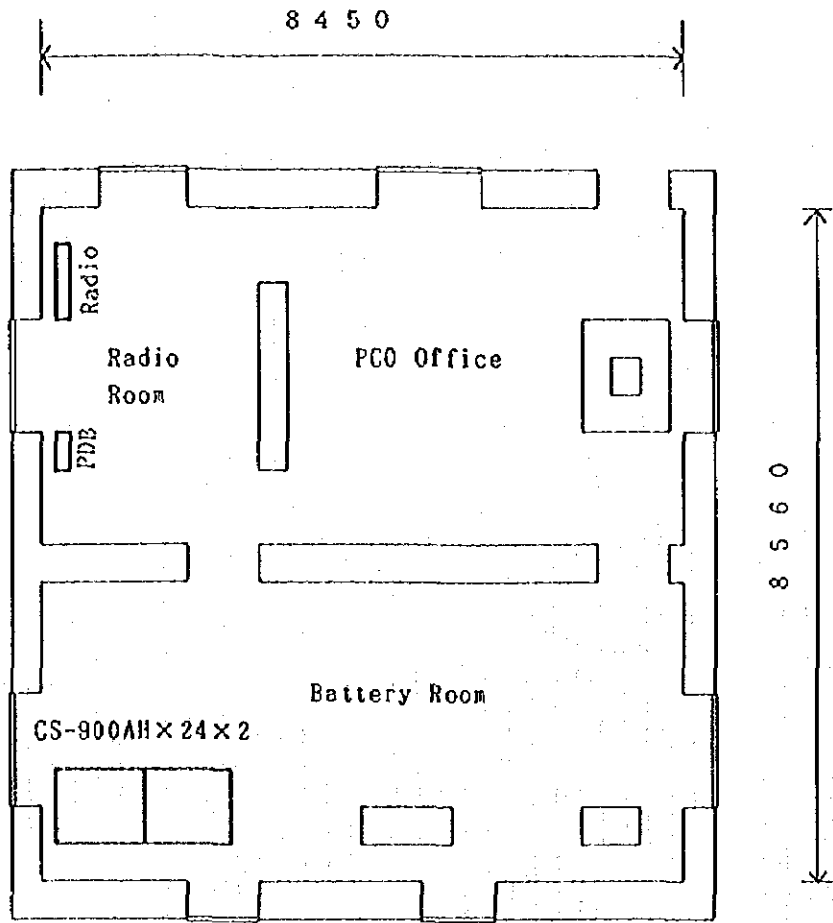 8450
Radio
Radio
Room
PCO Office
PDB
8560
Battery Room
CS-900AH×24×2